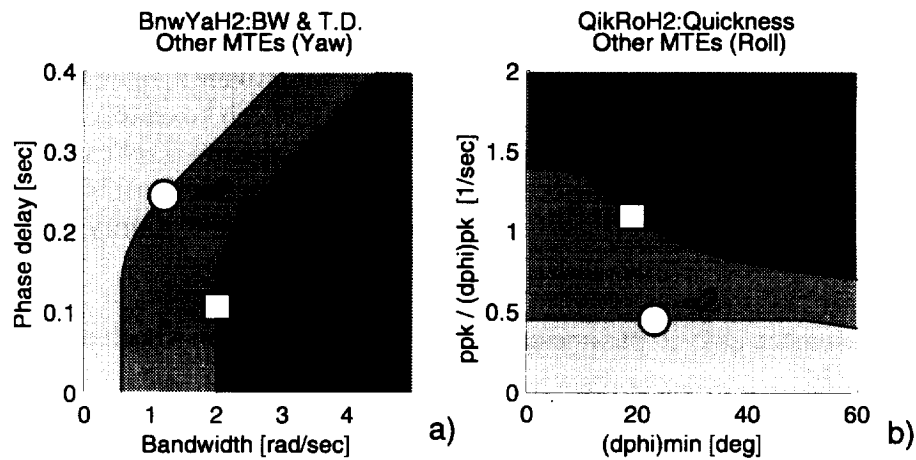 BnwYaH2:BW & T.D.
Other MTEs (Yaw)
Phase delay [sec]
0.4
0.3
0.2
0.1
0
0 1 2 3 4
Bandwidth [rad/sec]
a)
QikRoH2:Quickness
Other MTEs (Roll)
ppk / (dphi)pk [1/sec]
2
1.5
1
0.5
0
0 20 40 60
(dphi)min [deg]
b)